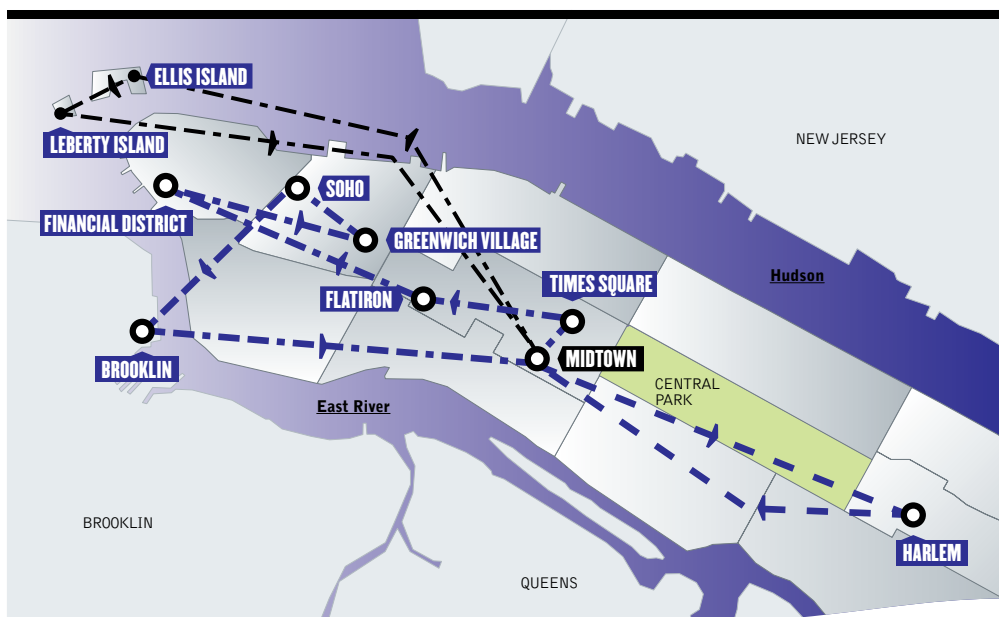 ELLIS ISLAND
LEBERTY ISLAND
NEW JERSEY
SOHO
FINANCIAL DISTRICT
GREENWICH VILLAGE
Hudson
TIMES SQUARE
FLATIRON
MIDTOWN
BROOKLIN
CENTRAL
PARK
East River
BROOKLIN
HARLEM
QUEENS